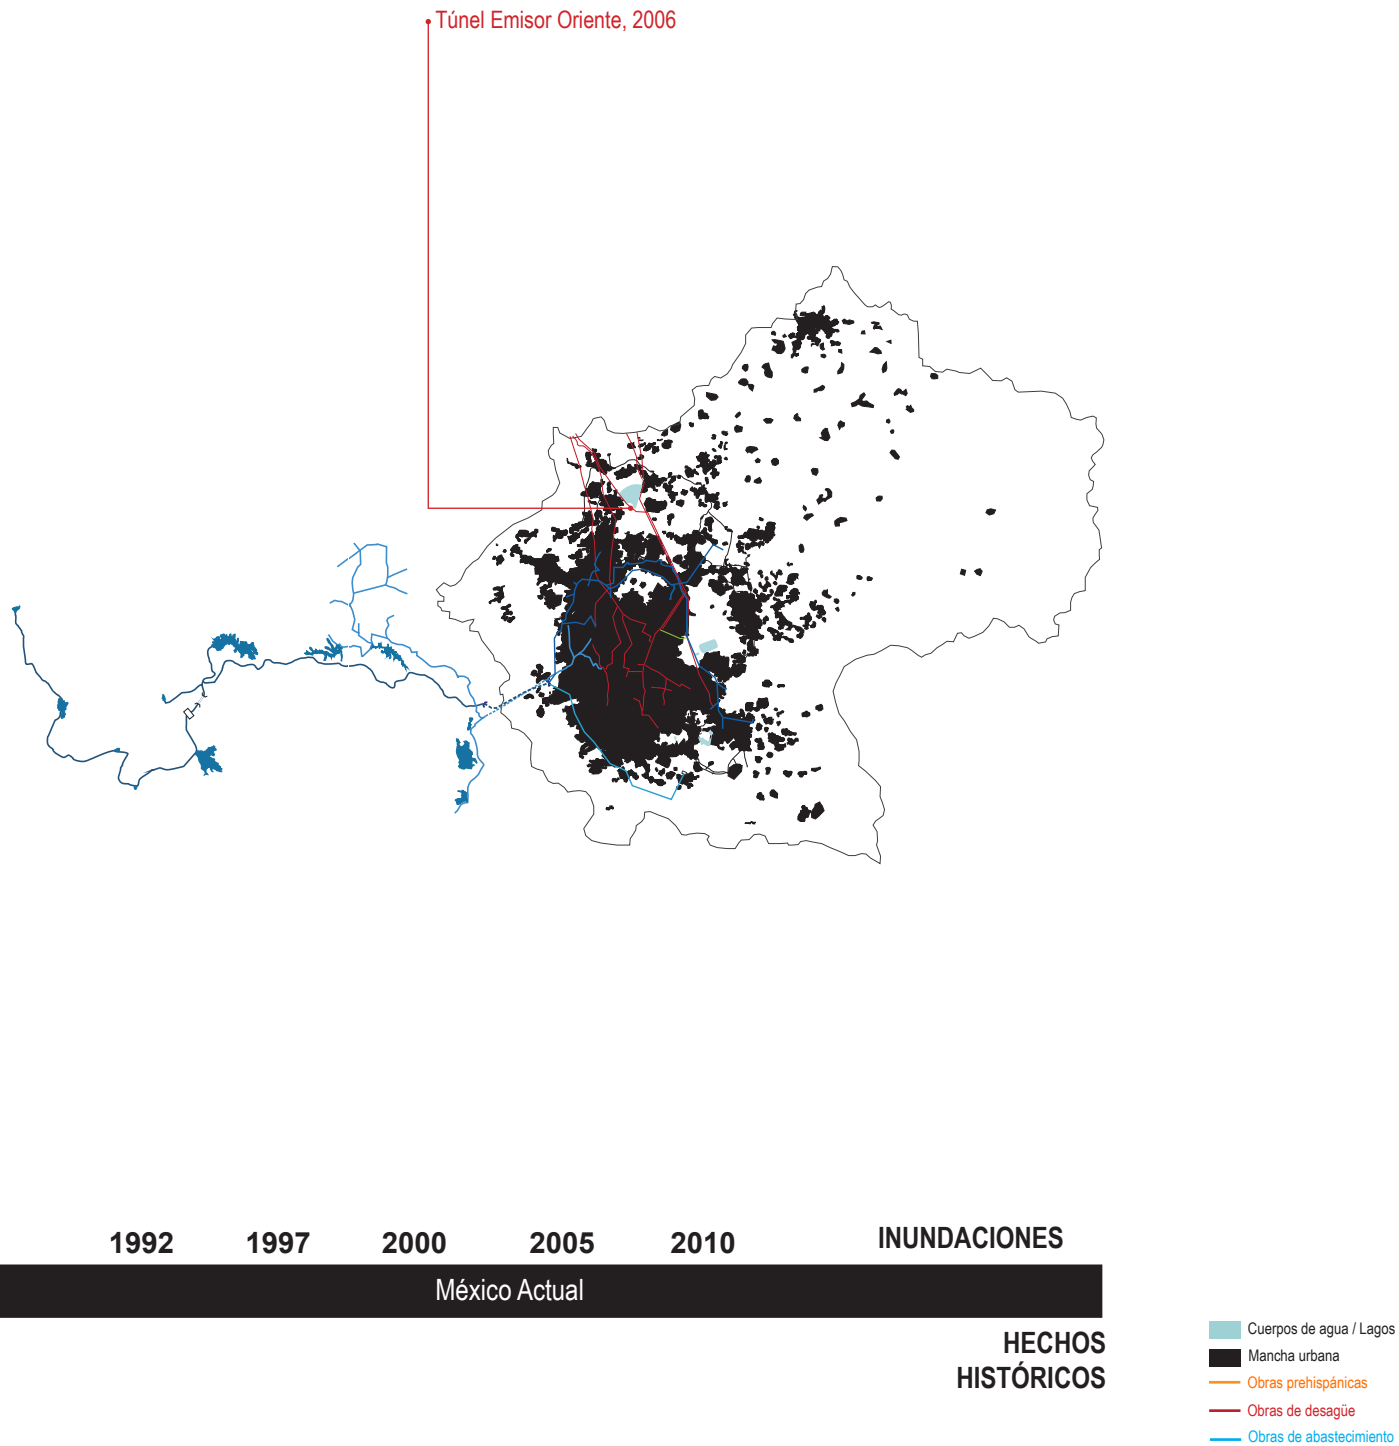 Túnel Emisor Oriente, 2006
1992 1997 2000 2005 2010 INUNDACIONES
México Actual
HECHOS
HISTÓRICOS
Cuerpos de agua / Lagos
Mancha urbana
Obras prehispánicas
Obras de desagüe
Obras de abastecimiento